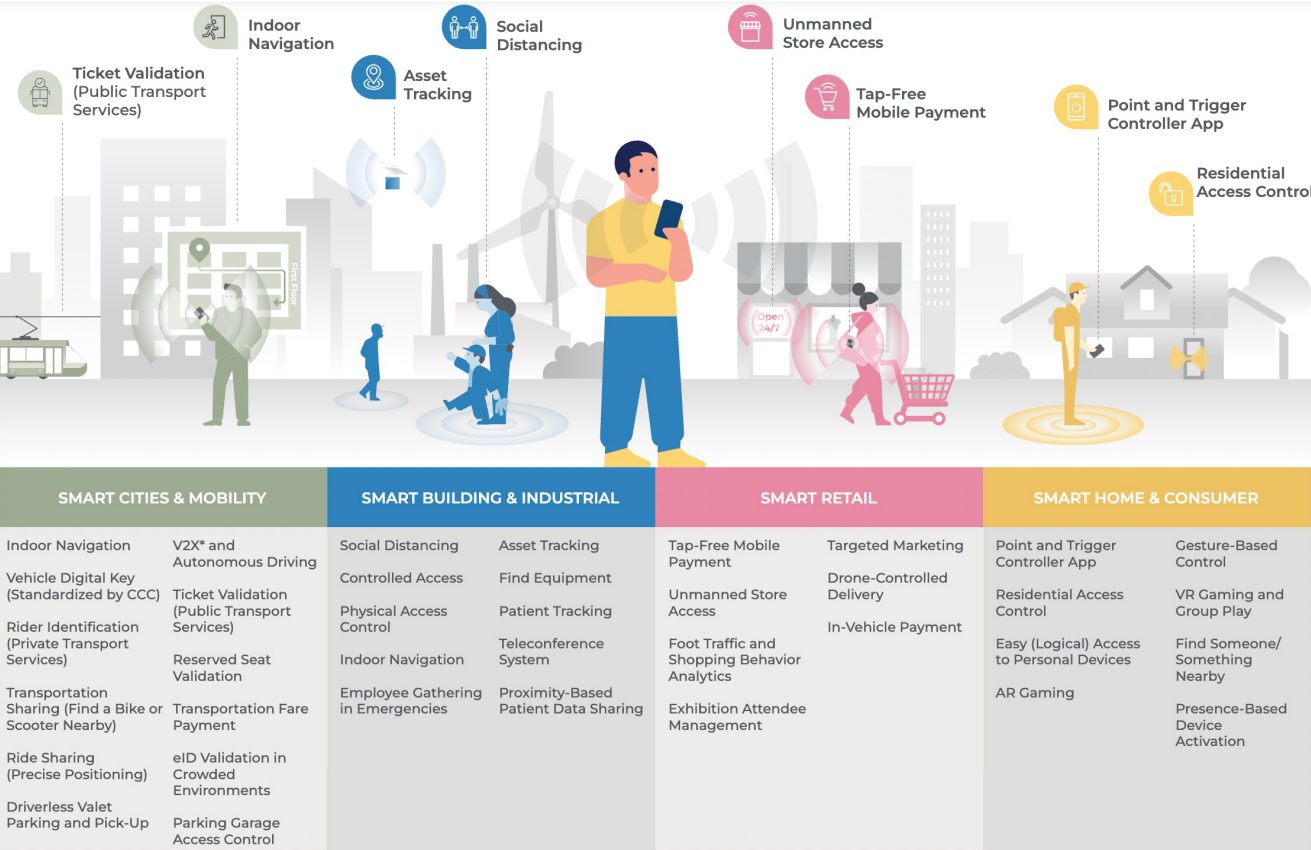 Indoor
Navigation
Social
Distancing
Unmanned
Store Access
Ticket Validation
(Public Transport
Services)
Asset
Tracking
Tap-Free
Mobile Payment
Point and Trigger
Controller App
Residential
Access Control
First Floor
Open
24/7
SMART CITIES & MOBILITY
Indoor Navigation
Vehicle Digital Key
(Standardized by CCC)
Rider Identification
(Private Transport
Services)
Transportation
Sharing (Find a Bike or
Scooter Nearby)
Ride Sharing
(Precise Positioning)
Driverless Valet
Parking and Pick-Up
V2X* and
Autonomous Driving
Ticket Validation
(Public Transport
Services)
Reserved Seat
Validation
Transportation Fare
Payment
eID Validation in
Crowded
Environments
Parking Garage
Access Control
SMART BUILDING & INDUSTRIAL
Social Distancing
Controlled Access
Physical Access
Control
Indoor Navigation
Employee Gathering
in Emergencies
Asset Tracking
Find Equipment
Patient Tracking
Teleconference
System
Proximity-Based
Patient Data Sharing
SMART RETAIL
Tap-Free Mobile
Payment
Unmanned Store
Access
Foot Traffic and
Shopping Behavior
Analytics
Exhibition Attendee
Management
Targeted Marketing
Drone-Controlled
Delivery
In-Vehicle Payment
SMART HOME & CONSUMER
Point and Trigger
Controller App
Residential Access
Control
Easy (Logical) Access
to Personal Devices
AR Gaming
Gesture-Based
Control
VR Gaming and
Group Play
Find Someone/
Something
Nearby
Presence-Based
Device
Activation